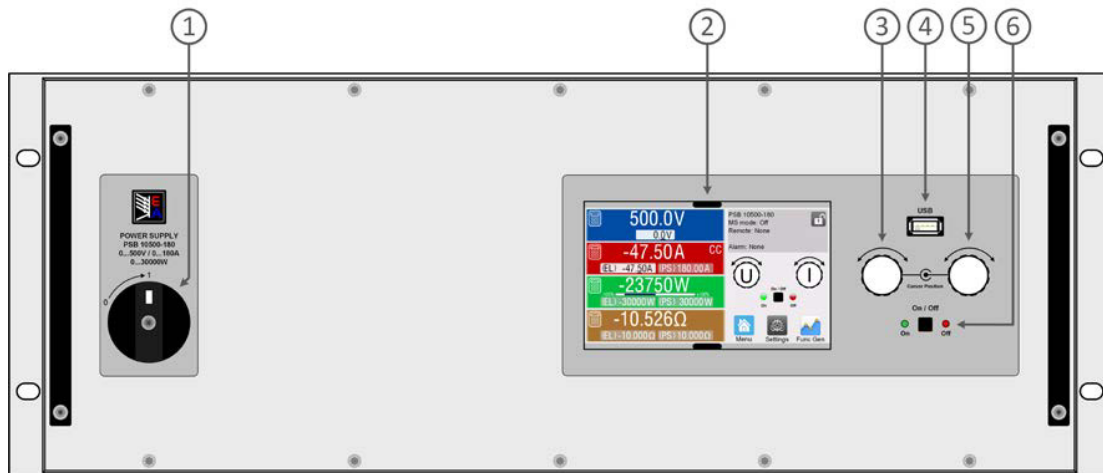 1
2
3
4
5
6
EA
POWER SUPPLY
PSB 10500-180
0...500V / 0...180A
0...30000W
0
1
500.0V
0.0V
-47.50A CC
(EL) -47.50A (PS)180.00A
-23750W
(EL)-30000W (PS) 30000W
-10.526Ω
(EL)-10.000Ω (PS)10.000Ω
PSB 10500-180
MS mode: Off
Remote: None
Alarm: None
U
I
On / Off
On
Off
Menu
Settings
Func Gen
USB
Cursor Position
On / Off
On
Off